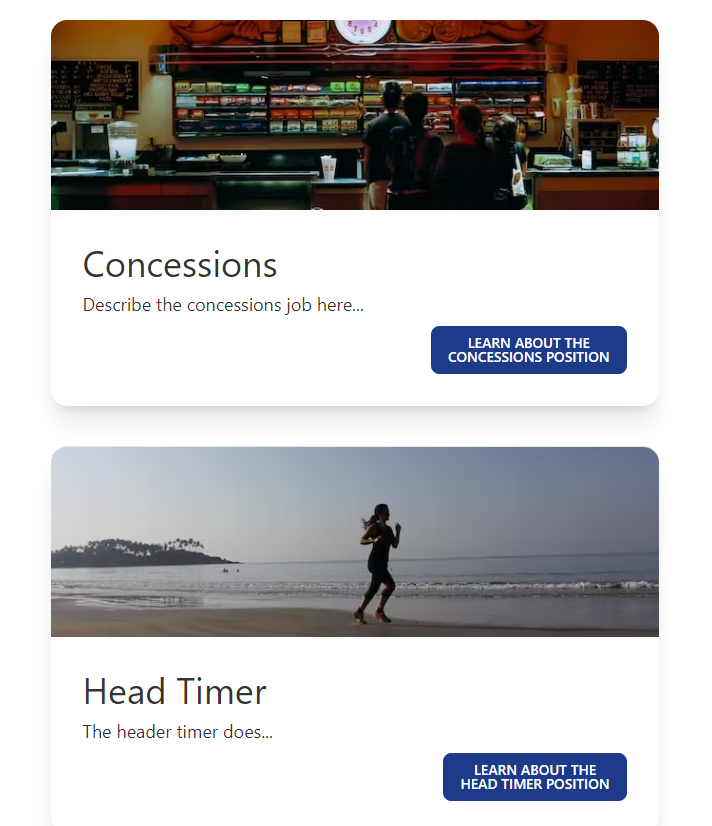 Concessions
Describe the concessions job here...
LEARN ABOUT THE
CONCESSIONS POSITION
Head Timer
The header timer does...
LEARN ABOUT THE
HEAD TIMER POSITION